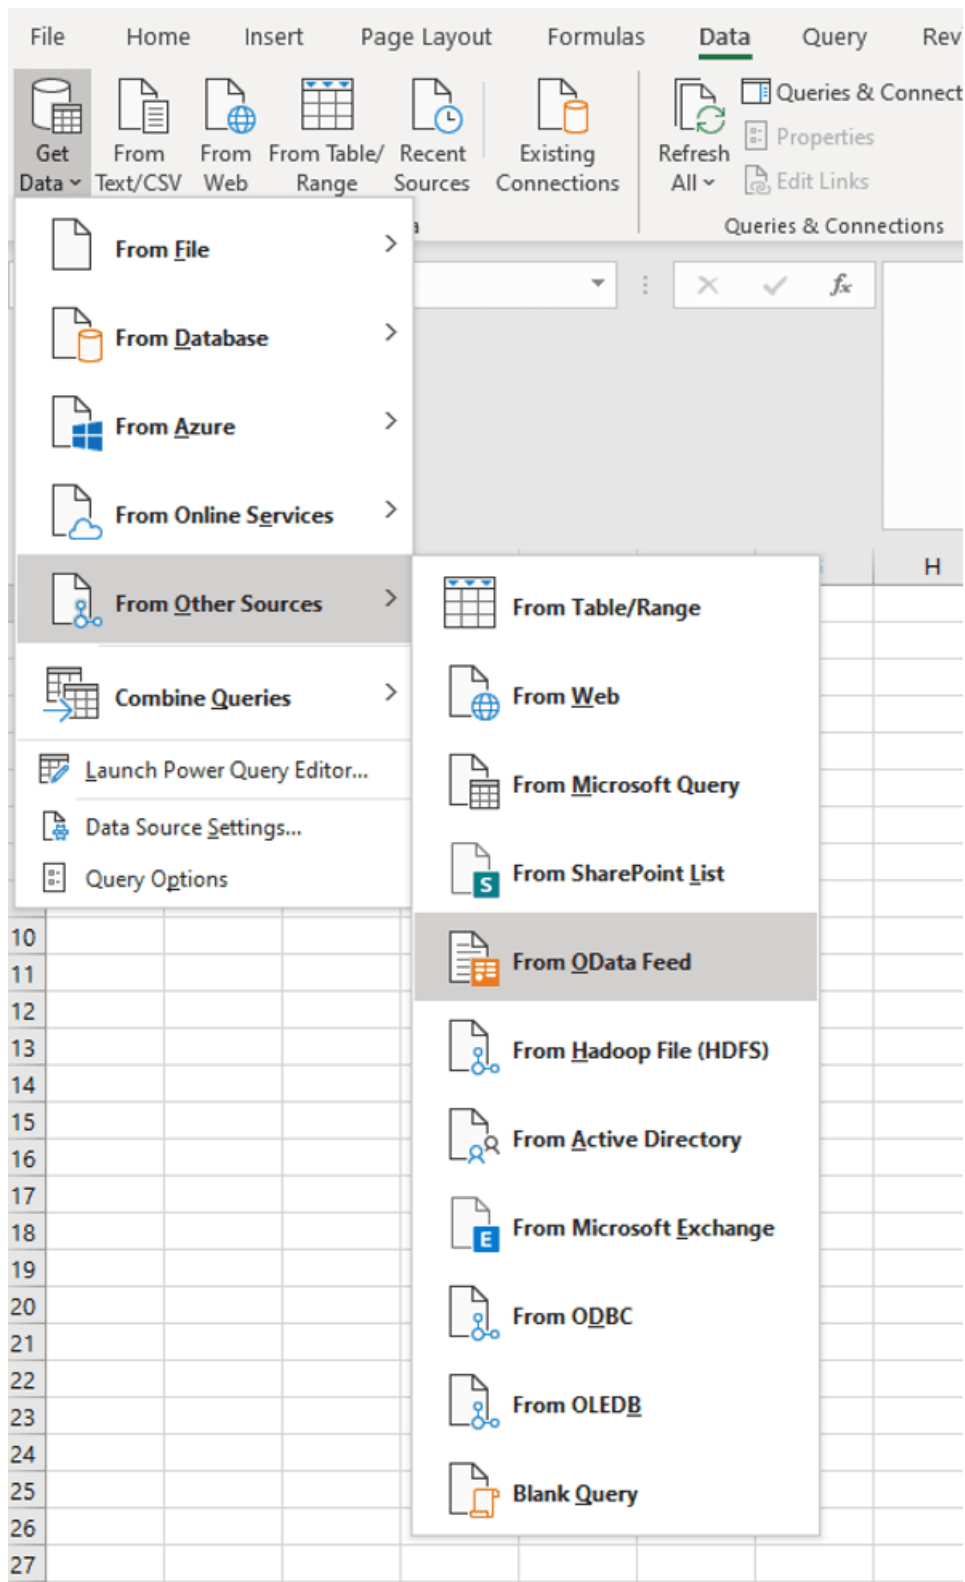 File Home Insert Page Layout Formulas Data Query Rev
Get Data From Text/CSV From Web From Table/ Range Recent Sources Existing Connections Refresh All
Queries & Connect
Properties
Edit Links
a Queries & Connections
fx
From File
From Database
From Azure
From Online Services
From Other Sources
Combine Queries
Launch Power Query Editor...
Data Source Settings...
Query Options
H
From Table/Range
From Web
From Microsoft Query
From SharePoint List
From OData Feed
From Hadoop File (HDFS)
From Active Directory
From Microsoft Exchange
From ODBC
From OLEDB
Blank Query
10
11
12
13
14
15
16
17
18
19
20
21
22
23
24
25
26
27